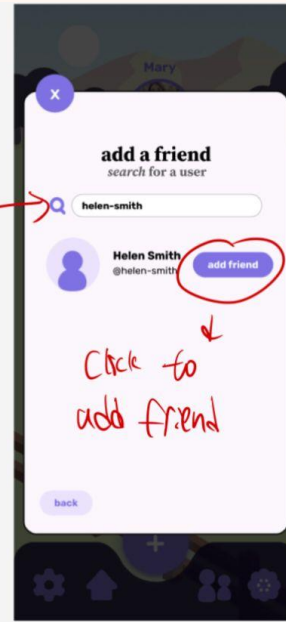 Mary
x
add a friend
search for a user
helen-smith
Helen Smith
@helen-smith
add friend
Click to
add friend
back
+